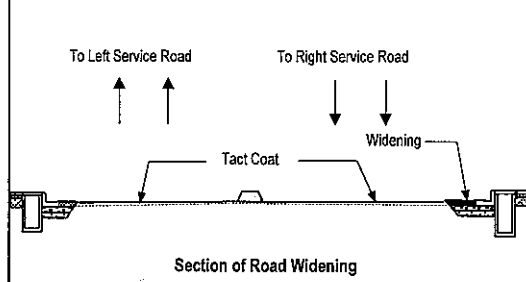 To Left Service Road
To Right Service Road
Widening
Tact Coat
Section of Road Widening